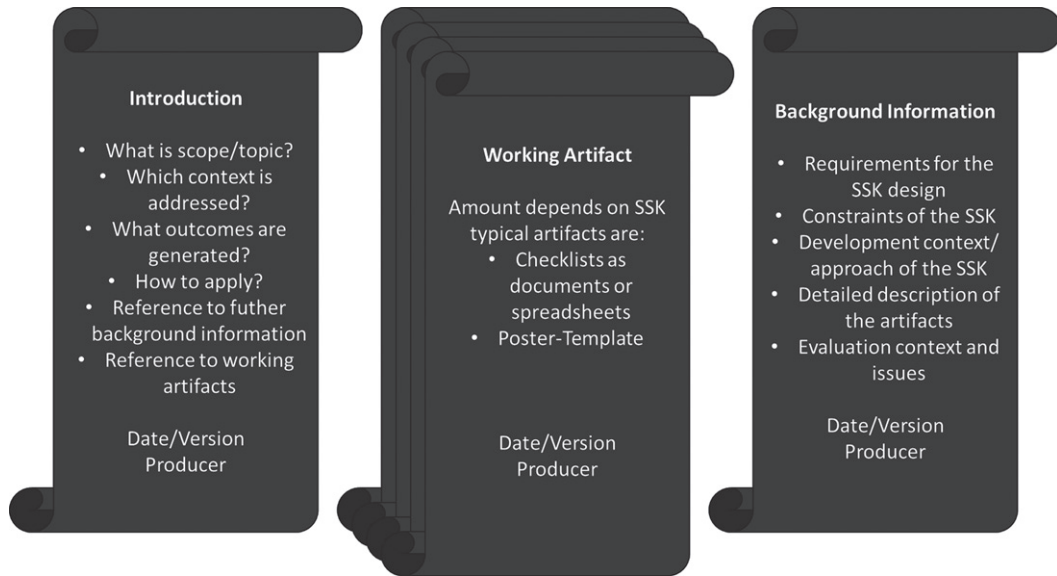 Introduction
• What is scope/topic?
• Which context is
addressed?
• What outcomes are
generated?
• How to apply?
• Reference to futher
background information
• Reference to working
artifacts
Date/Version
Producer
Working Artifact
Amount depends on SSK
typical artifacts are:
• Checklists as
documents or
spreadsheets
• Poster-Template
Date/Version
Producer
Background Information
• Requirements for the
SSK design
• Constraints of the SSK
• Development context/
approach of the SSK
• Detailed description of
the artifacts
• Evaluation context and
issues
Date/Version
Producer